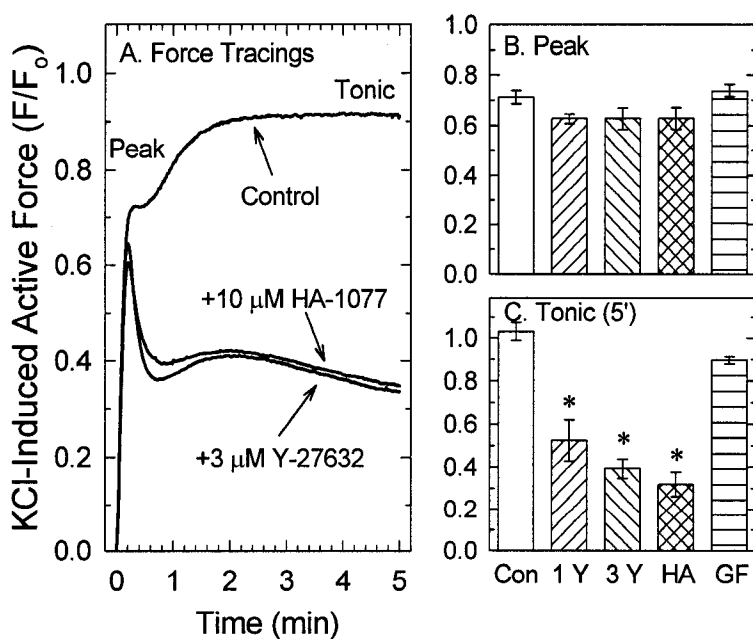 KCl-Induced Active Force (F/Fo)
A. Force Tracings
1.0
0.8
0.6
0.4
0.2
0.0
Tonic
Peak
Control
+10 μM HA-1077
+3 μM Y-27632
0 1 2 3 4 5
Time (min)
B. Peak
1.0
0.8
0.6
0.4
0.2
0.0
C. Tonic (5')
1.0
0.8
0.6
0.4
0.2
0.0
* * *
Con 1 Y 3 Y HA GF